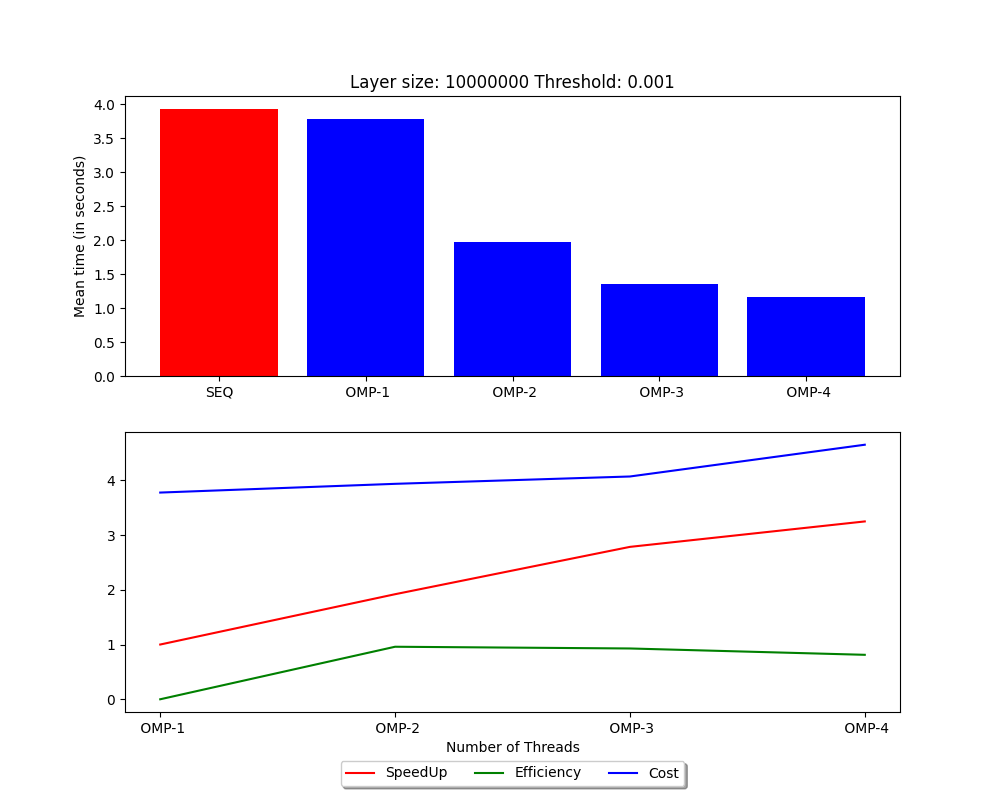 Layer size: 10000000 Threshold: 0.001
Mean time (in seconds)
4.0
3.5
3.0
2.5
2.0
1.5
1.0
0.5
0.0
SEQ OMP-1 OMP-2 OMP-3 OMP-4
4
3
2
1
0
OMP-1 OMP-2 OMP-3 OMP-4
Number of Threads
SpeedUp Efficiency Cost